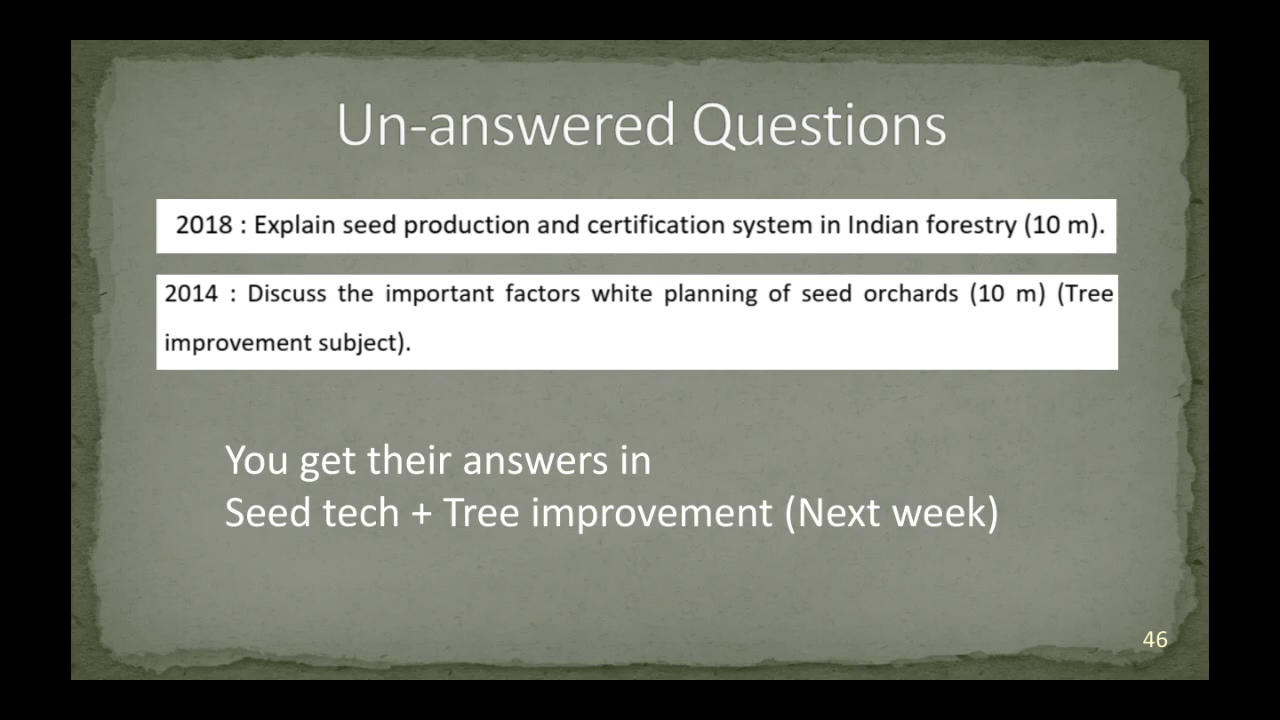 Un-answered Questions
2018 : Explain seed production and certification system in Indian forestry (10 m).
2014 : Discuss the important factors white planning of seed orchards (10 m) (Tree
improvement subject).
You get their answers in
Seed tech + Tree improvement (Next week)
46